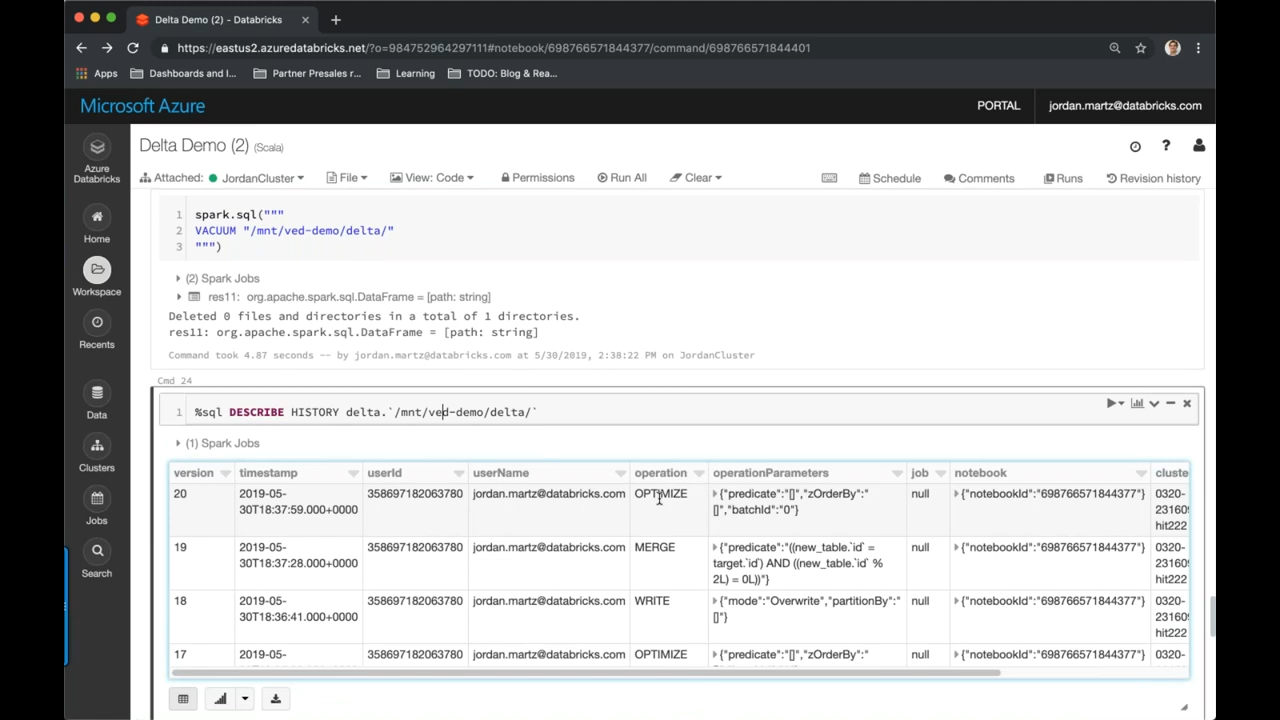 Delta Demo (2) - Databricks
https://eastus2.azuredatabricks.net/?o=984752964297111#notebook/698766571844377/command/698766571844401
Apps Dashboards and I... Partner Presales r... Learning TODO: Blog & Rea...
Microsoft Azure PORTAL jordan.martz@databricks.com
Azure Databricks
Home
Workspace
Recents
Data
Clusters
Jobs
Search
Delta Demo (2) (Scala)
Attached: JordanCluster File View: Code Permissions Run All Clear Schedule Comments Runs Revision history
1 spark.sql("""
2 VACUUM "/mnt/ved-demo/delta/"
3 """)
(2) Spark Jobs
res11: org.apache.spark.sql.DataFrame = [path: string]
Deleted 0 files and directories in a total of 1 directories.
res11: org.apache.spark.sql.DataFrame = [path: string]
Command took 4.87 seconds -- by jordan.martz@databricks.com at 5/30/2019, 2:38:22 PM on JordanCluster
Cmd 24
1 %sql DESCRIBE HISTORY delta.`/mnt/ved-demo/delta/`
(1) Spark Jobs
version timestamp userId userName operation operationParameters job notebook cluste
20 2019-05-30T18:37:59.000+0000 358697182063780 jordan.martz@databricks.com OPTIMIZE {"predicate":"[]","zOrderBy":"[]","batchId":"0"} null {"notebookId":"698766571844377"} 0320-23160 hit222
19 2019-05-30T18:37:28.000+0000 358697182063780 jordan.martz@databricks.com MERGE {"predicate":"((new_table.`id` = target.`id`) AND ((new_table.`id` % 2L) = 0L))"} null {"notebookId":"698766571844377"} 0320-23160 hit222
18 2019-05-30T18:36:41.000+0000 358697182063780 jordan.martz@databricks.com WRITE {"mode":"Overwrite","partitionBy":"[]"} null {"notebookId":"698766571844377"} 0320-23160 hit222
17 2019-05- 358697182063780 jordan.martz@databricks.com OPTIMIZE {"predicate":"[]","zOrderBy":" null {"notebookId":"698766571844377"} 0320-